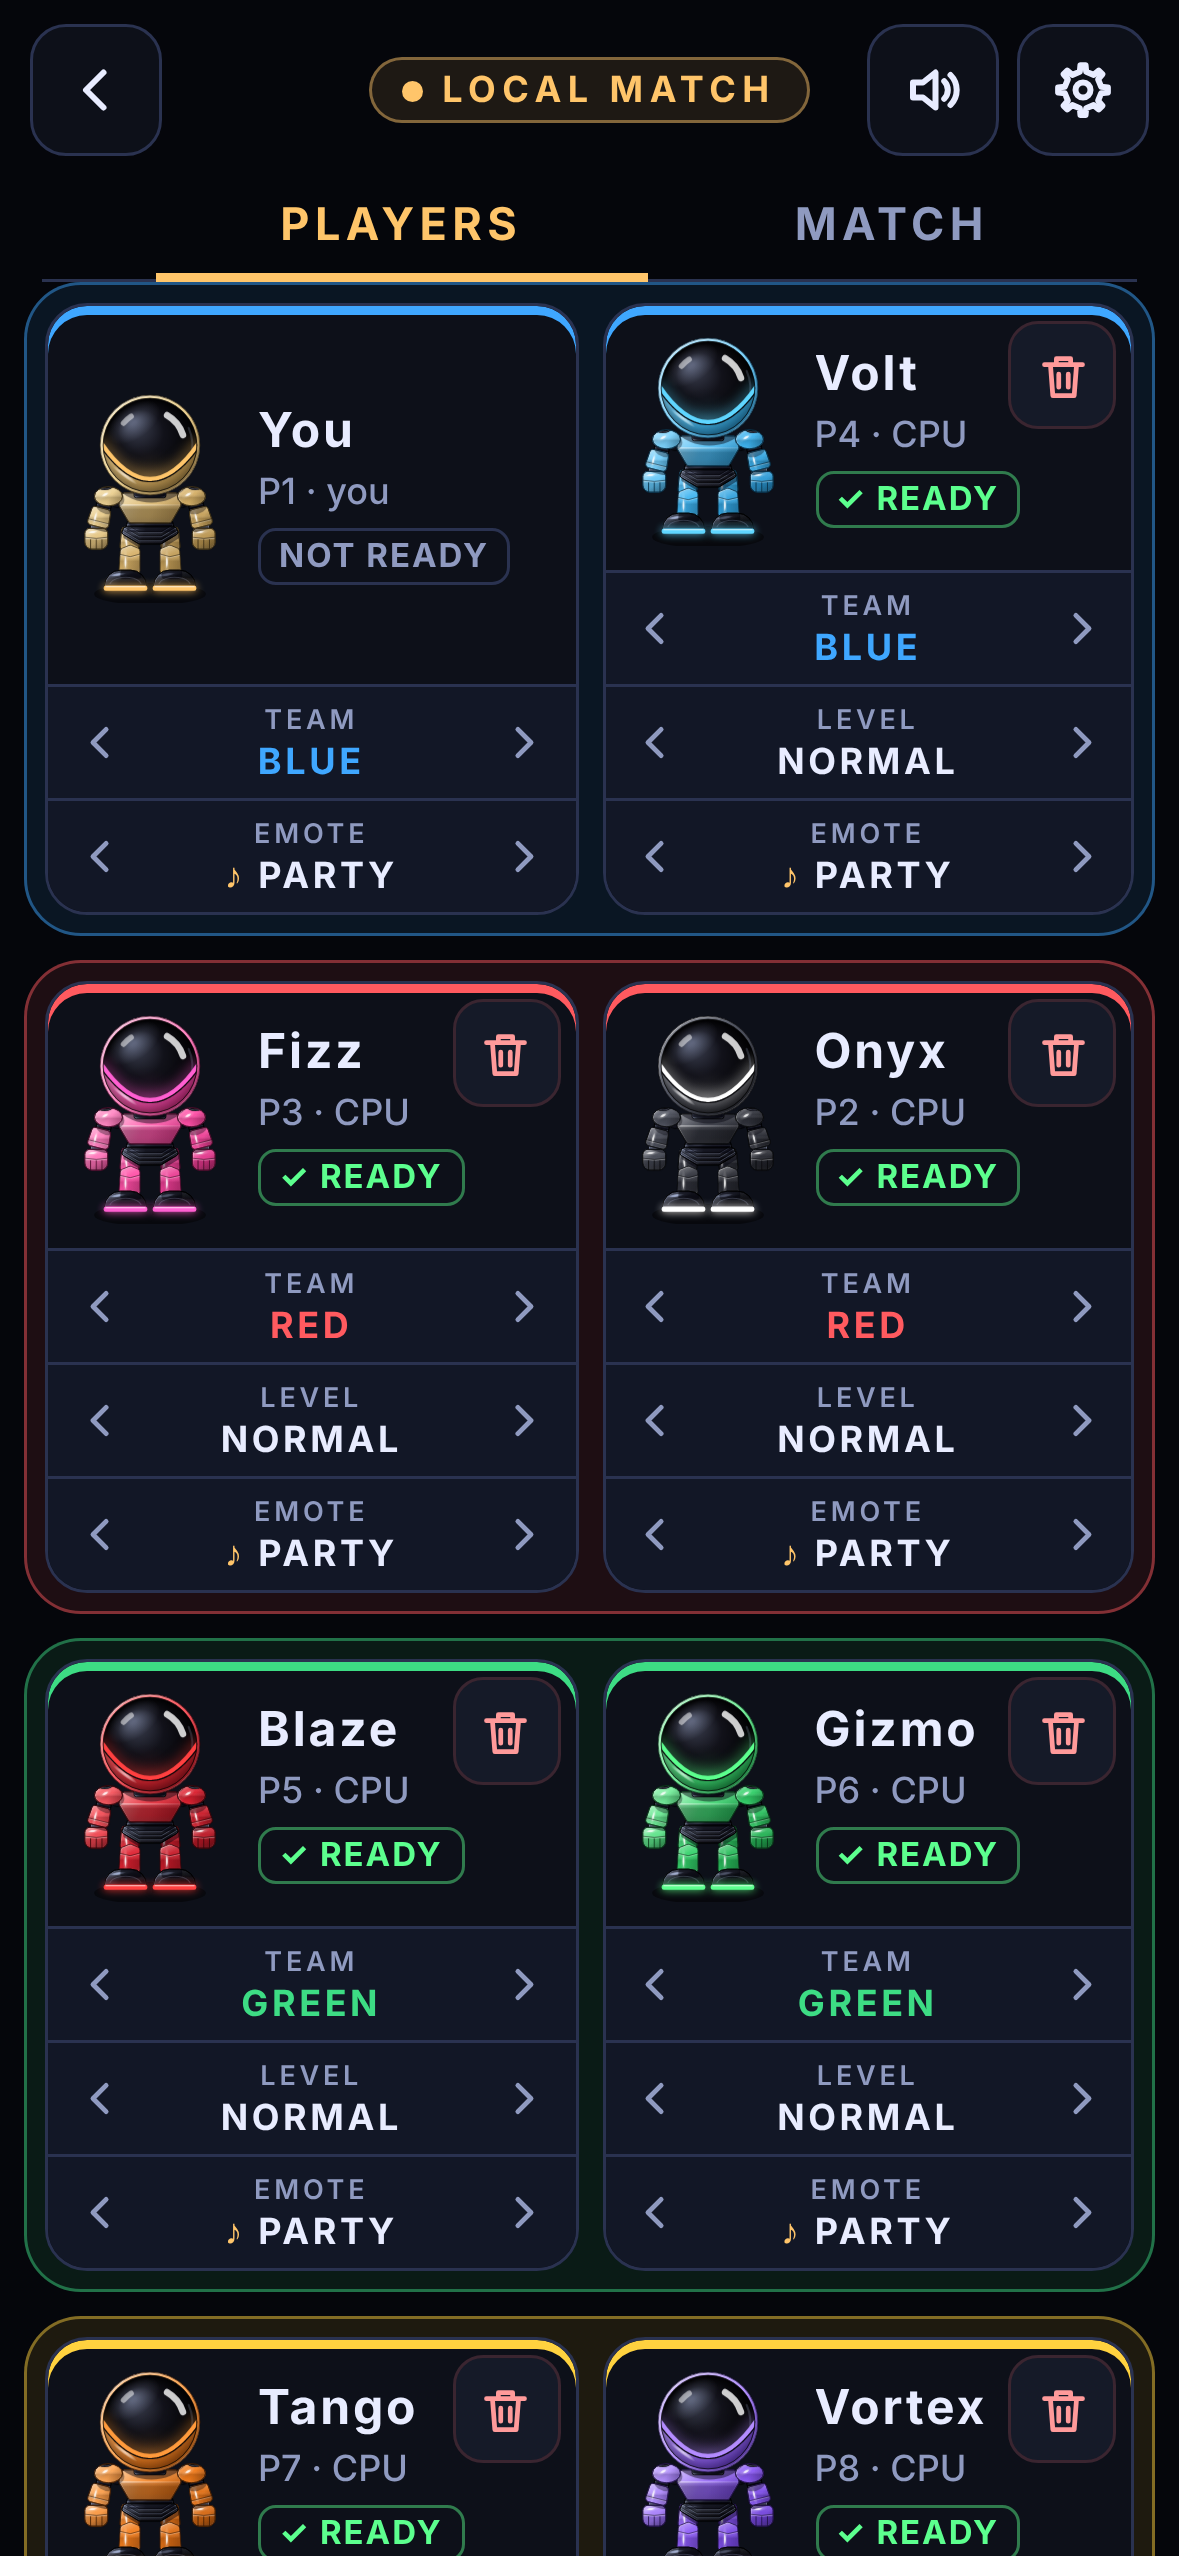 LOCAL MATCH
PLAYERS
MATCH
You
P1 · you
NOT READY
TEAM
BLUE
EMOTE
♪ PARTY
Volt
P4 · CPU
✓ READY
TEAM
BLUE
LEVEL
NORMAL
EMOTE
♪ PARTY
Fizz
P3 · CPU
✓ READY
TEAM
RED
LEVEL
NORMAL
EMOTE
♪ PARTY
Onyx
P2 · CPU
✓ READY
TEAM
RED
LEVEL
NORMAL
EMOTE
♪ PARTY
Blaze
P5 · CPU
✓ READY
TEAM
GREEN
LEVEL
NORMAL
EMOTE
♪ PARTY
Gizmo
P6 · CPU
✓ READY
TEAM
GREEN
LEVEL
NORMAL
EMOTE
♪ PARTY
Tango
P7 · CPU
✓ READY
Vortex
P8 · CPU
✓ READY